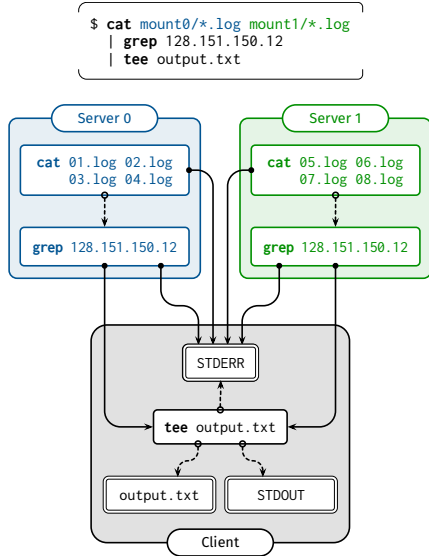 $ cat mount0/*.log mount1/*.log
| grep 128.151.150.12
| tee output.txt
Server 0
Server 1
cat 01.log 02.log
03.log 04.log
cat 05.log 06.log
07.log 08.log
grep 128.151.150.12
grep 128.151.150.12
STDERR
tee output.txt
output.txt
STDOUT
Client